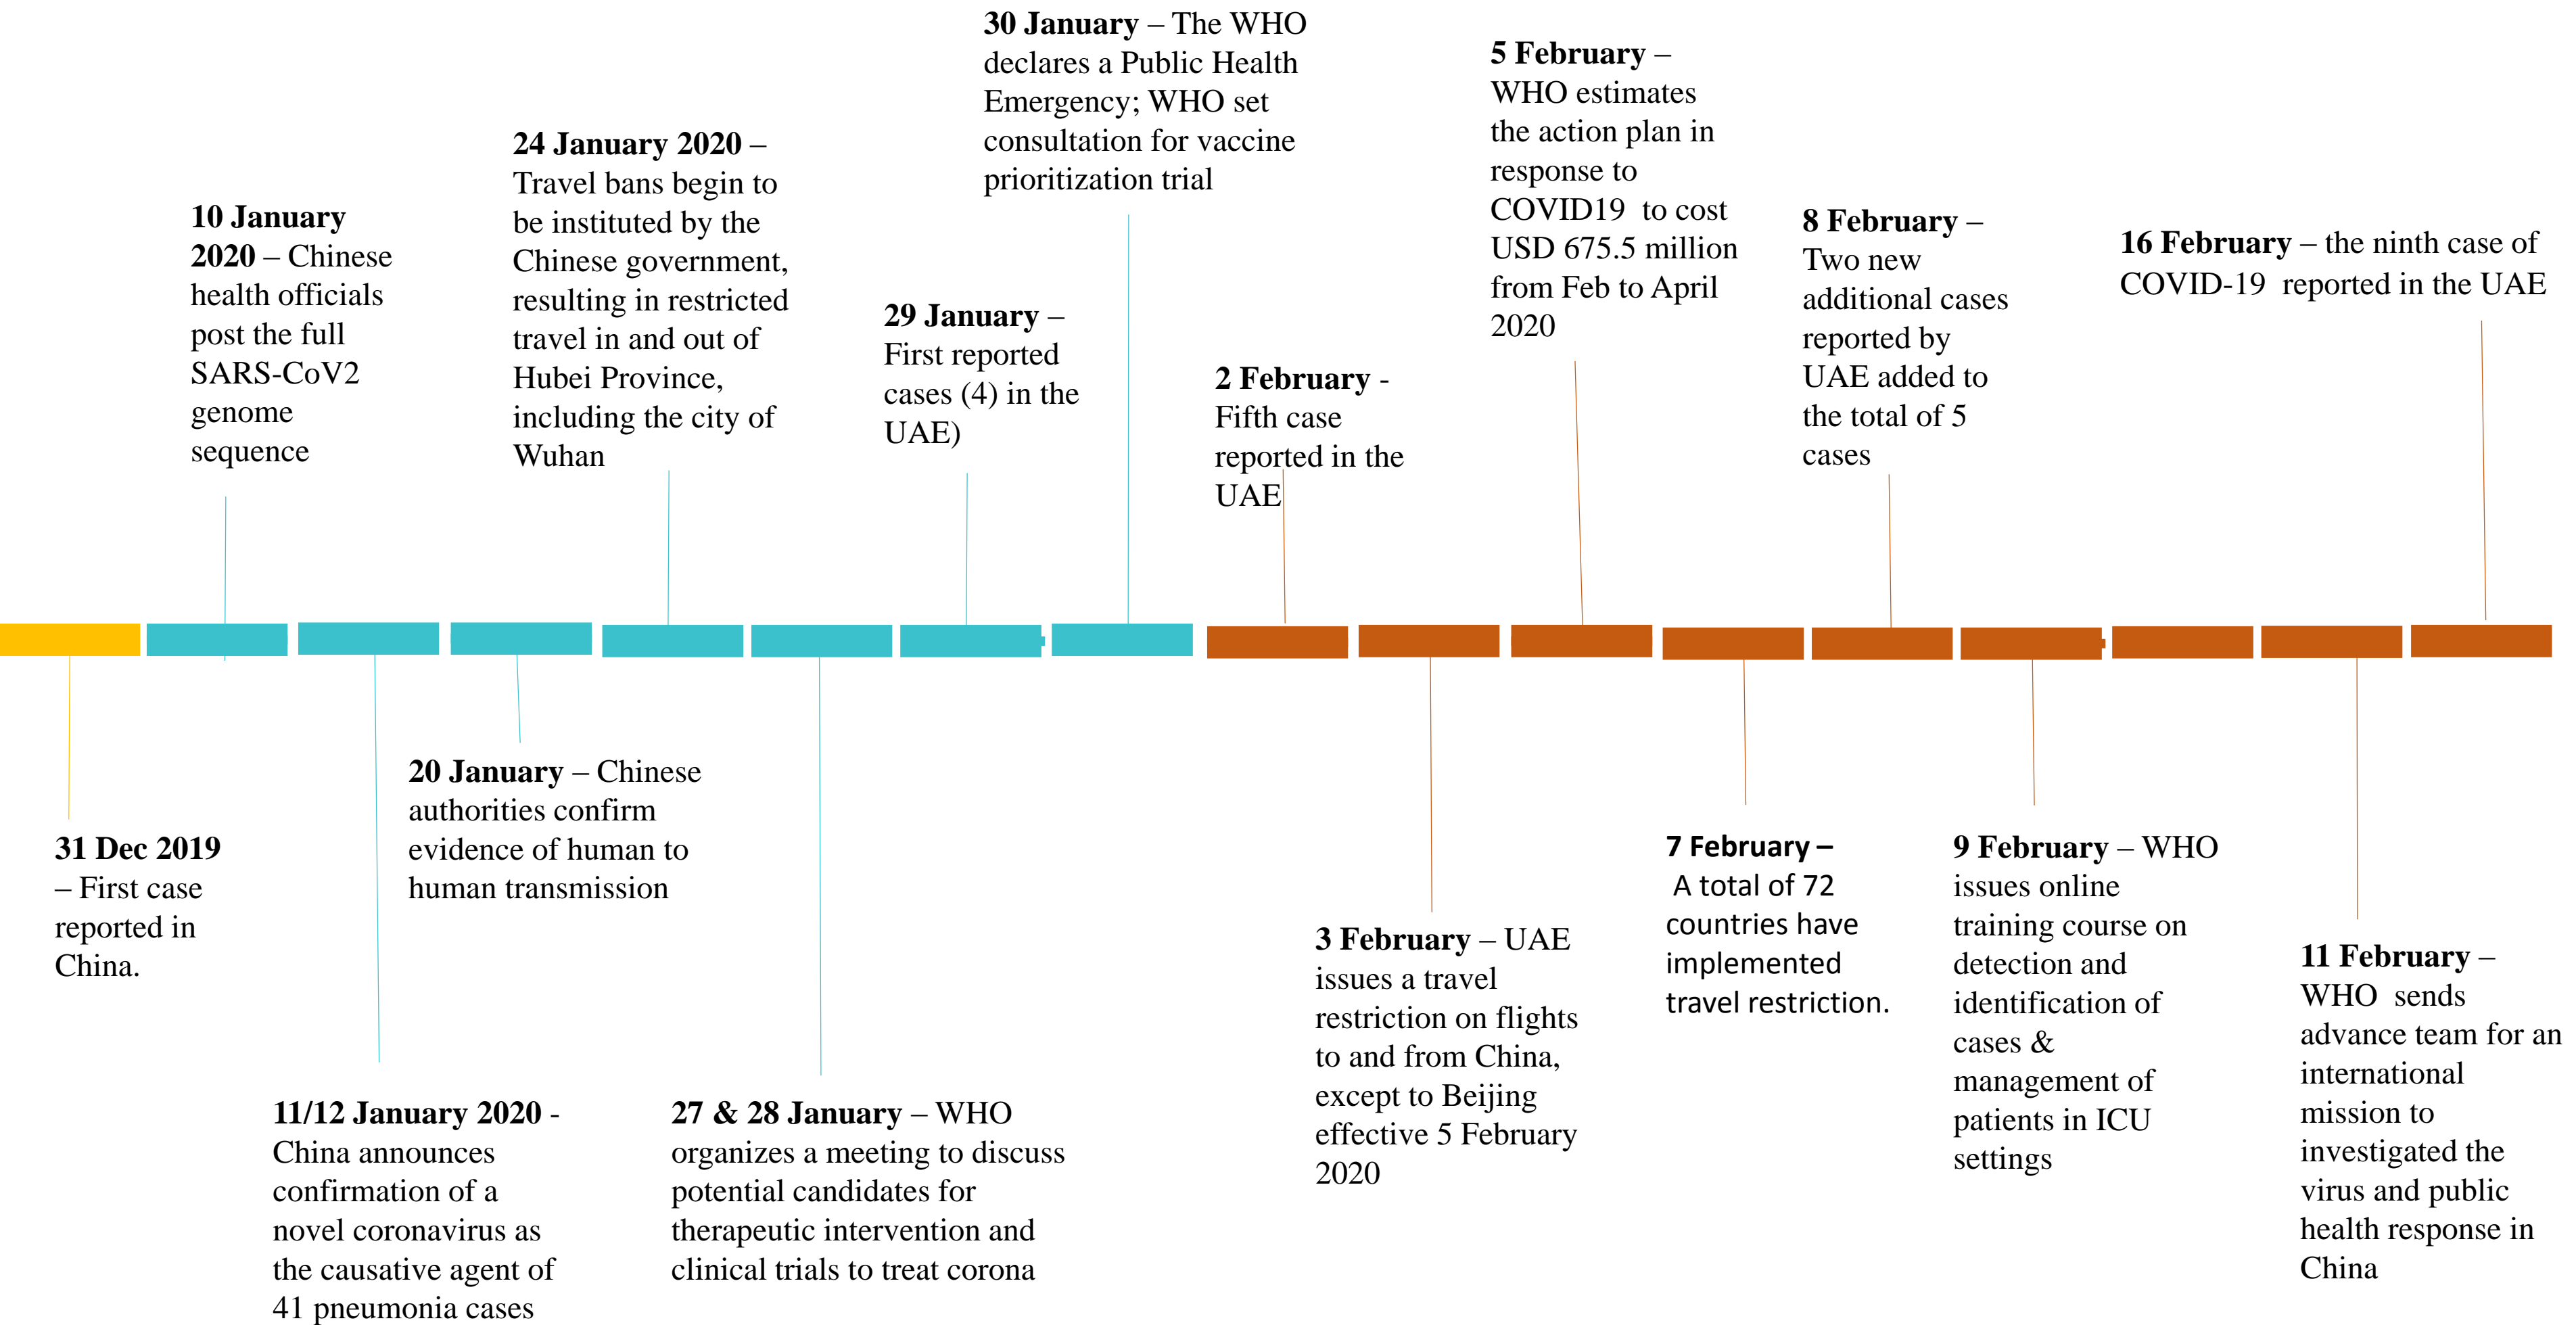 31 Dec 2019
– First case
reported in
China.
10 January
2020 – Chinese
health officials
post the full
SARS-CoV2
genome
sequence
11/12 January 2020 -
China announces
confirmation of a
novel coronavirus as
the causative agent of
41 pneumonia cases
20 January – Chinese
authorities confirm
evidence of human to
human transmission
24 January 2020 –
Travel bans begin to
be instituted by the
Chinese government,
resulting in restricted
travel in and out of
Hubei Province,
including the city of
Wuhan
27 & 28 January – WHO
organizes a meeting to discuss
potential candidates for
therapeutic intervention and
clinical trials to treat corona
29 January –
First reported
cases (4) in the
UAE)
30 January – The WHO
declares a Public Health
Emergency; WHO set
consultation for vaccine
prioritization trial
2 February -
Fifth case
reported in the
UAE
3 February – UAE
issues a travel
restriction on flights
to and from China,
except to Beijing
effective 5 February
2020
5 February –
WHO estimates
the action plan in
response to
COVID19 to cost
USD 675.5 million
from Feb to April
2020
7 February –
A total of 72
countries have
implemented
travel restriction.
8 February –
Two new
additional cases
reported by
UAE added to
the total of 5
cases
9 February – WHO
issues online
training course on
detection and
identification of
cases &
management of
patients in ICU
settings
11 February –
WHO sends
advance team for an
international
mission to
investigated the
virus and public
health response in
China
16 February – the ninth case of
COVID-19 reported in the UAE